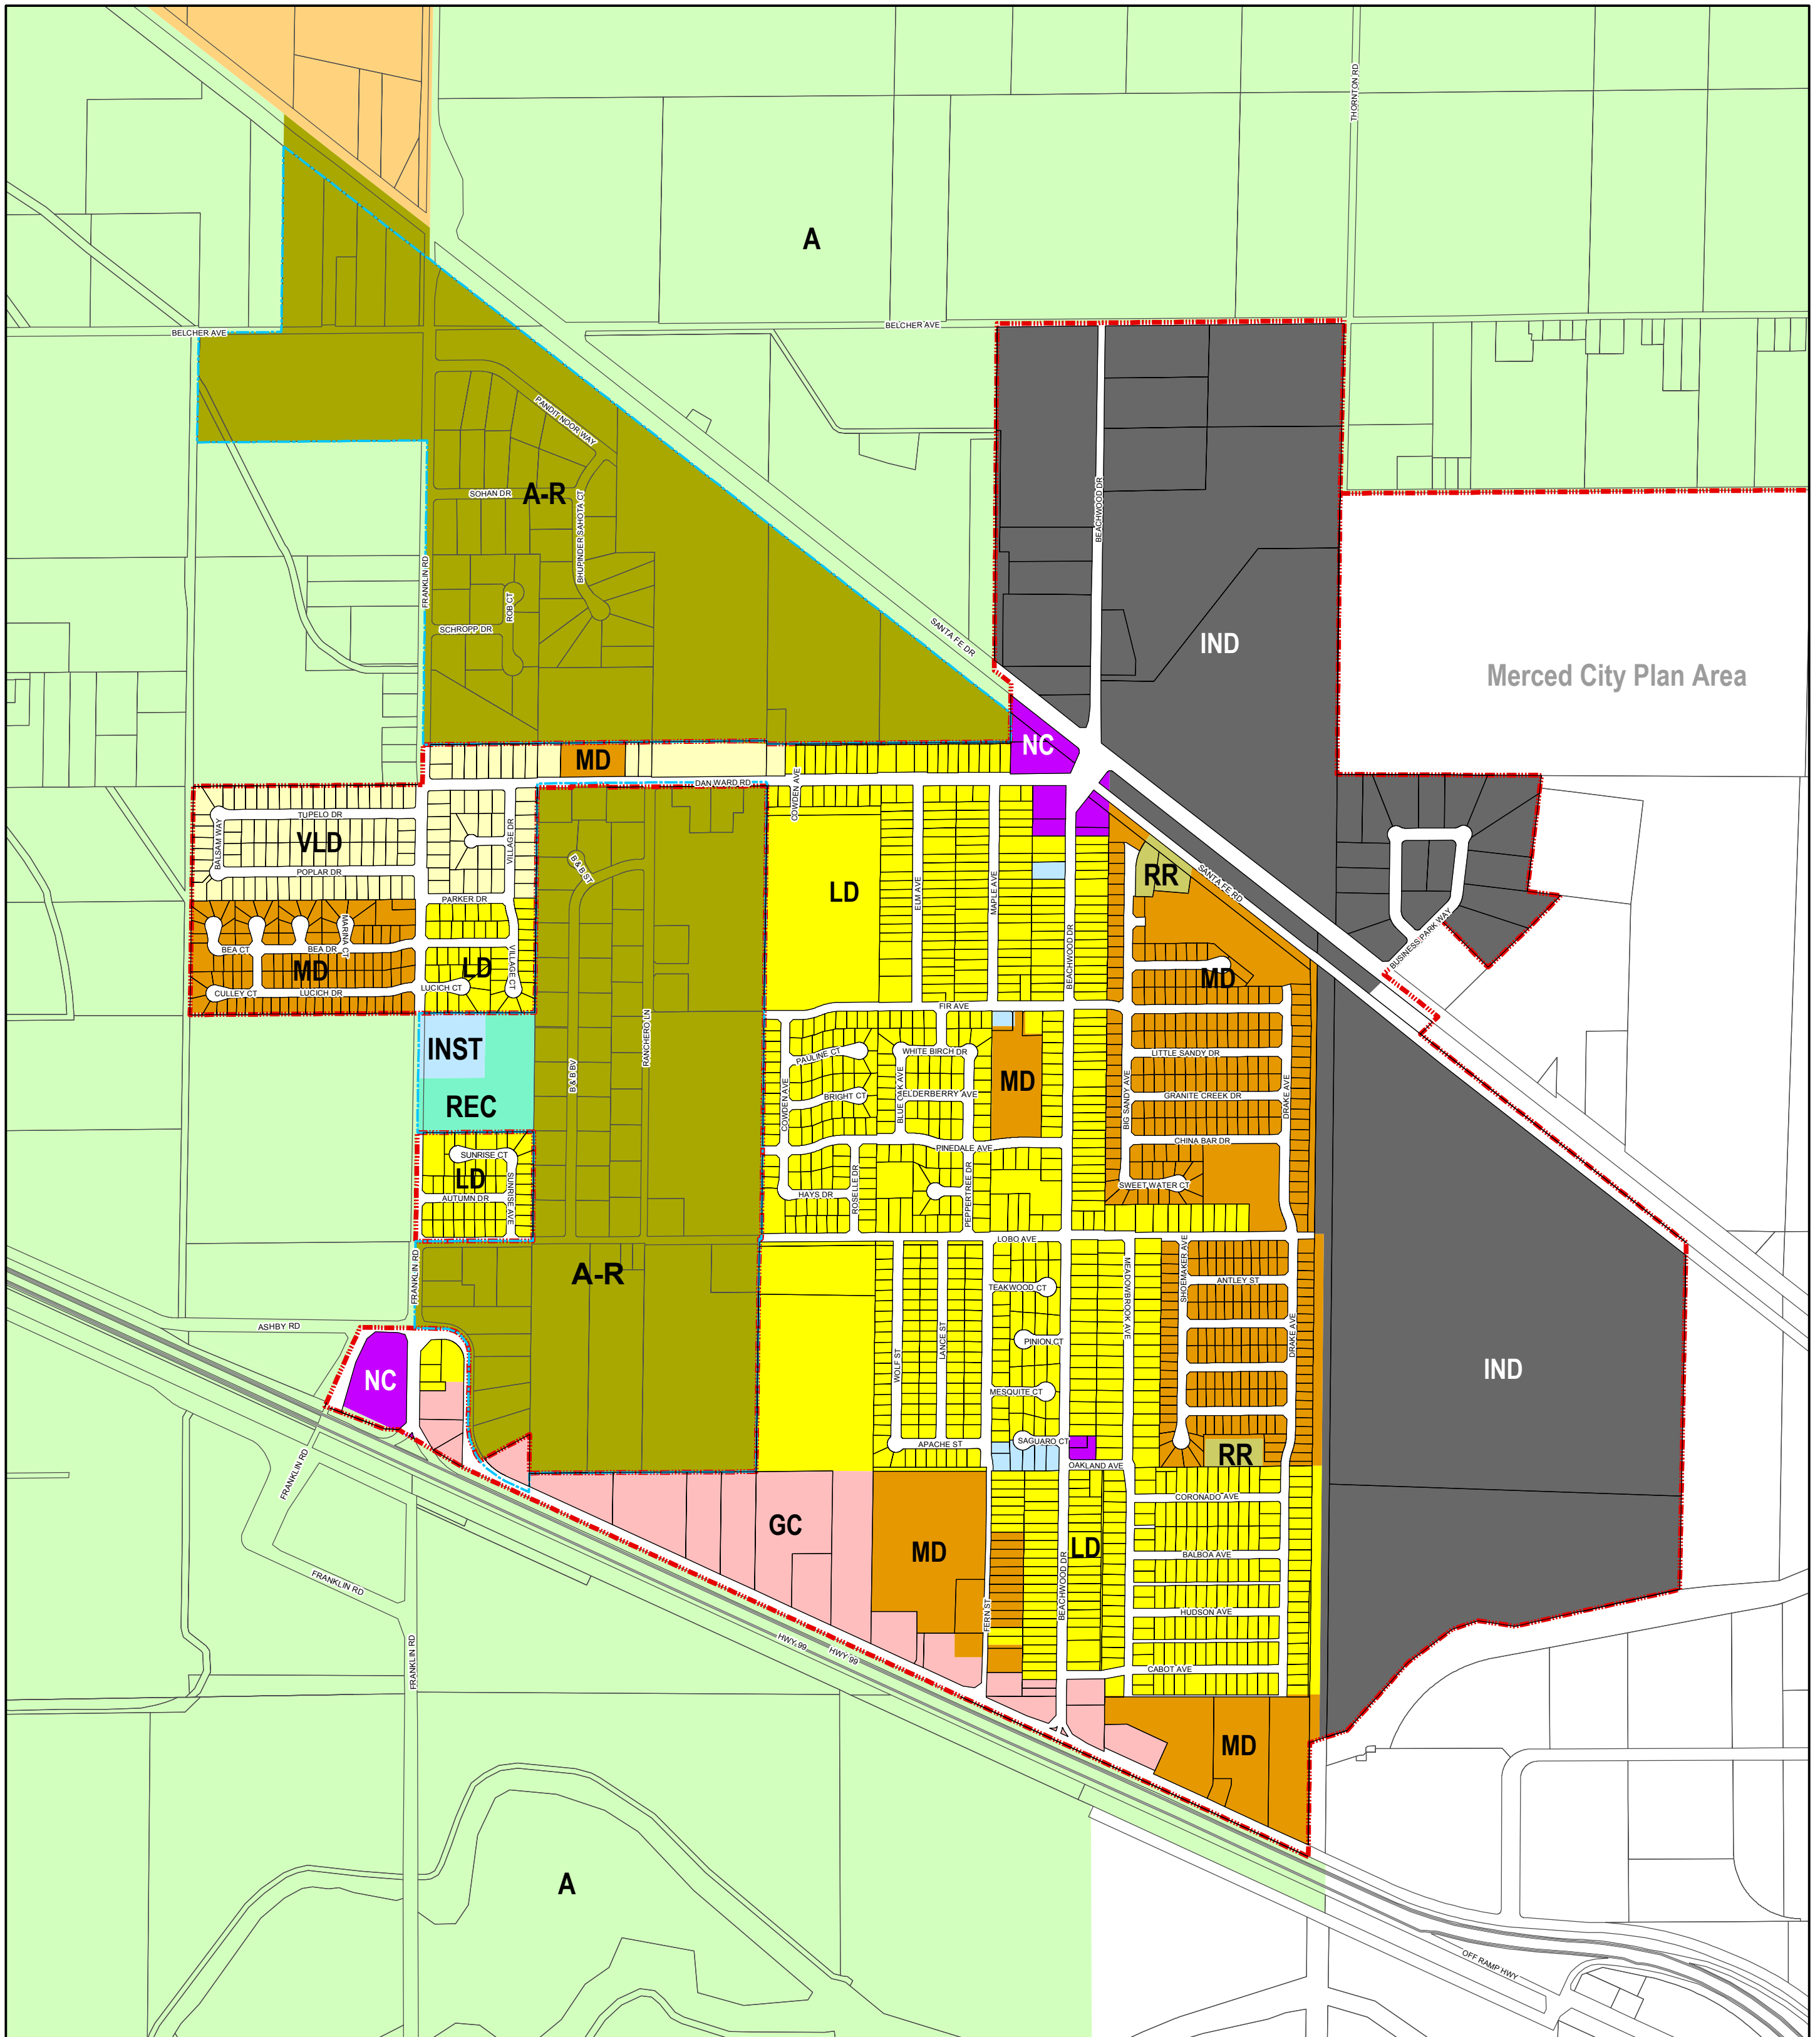 THORNTON RD
A
BELCHER AVE
BELCHER AVE
PANDIT NOOR WAY
SOHAN DR
A-R
BHUPINDER SAHOTA CT
BEACHWOOD DR
FRANKLIN RD
ROB CT
SCHROPP DR
SANTA FE DR
IND
Merced City Plan Area
NC
MD
DAN WARD RD
COWDEN AVE
TUPELO DR
BALSAM WAY
VLD
VILLAGE DR
POPLAR DR
B & B ST
LD
ELM AVE
MAPLE AVE
RR
SANTA FE RD
PARKER DR
MARINA CT
BEA CT
BEA DR
MD
LD
VILLAGE CT
BEACHWOOD DR
BUSINESS PARK WAY
MD
CULLEY CT
LUCICH DR
LUCICH CT
FIR AVE
INST
RANCHERO LN
PAULINE CT
WHITE BIRCH DR
LITTLE SANDY DR
B & B BV
MD
BRIGHT CT
BLUE OAK AVE
ELDERBERRY AVE
BIG SANDY AVE
GRANITE CREEK DR
DRAKE AVE
REC
COWDEN AVE
CHINA BAR DR
PINEDALE AVE
SUNRISE CT
LD
SUNRISE AVE
AUTUMN DR
HAYS DR
ROSELLE DR
PEPPERTREE DR
SWEET WATER CT
LOBO AVE
FRANKLIN RD
A-R
TEAKWOOD CT
MEADOWBROOK AVE
SHOEMAKER AVE
ANTLEY ST
ASHBY RD
LANCE ST
PINION CT
DRAKE AVE
WOLF ST
NC
IND
MESQUITE CT
APACHE ST
SAGUARO CT
RR
OAKLAND AVE
FRANKLIN RD
CORONADO AVE
GC
MD
LD
BALBOA AVE
FRANKLIN RD
BEACHWOOD DR
FERN ST
HUDSON AVE
HWY 99
HWY 99
FRANKLIN RD
CABOT AVE
MD
A
OFF RAMP HWY